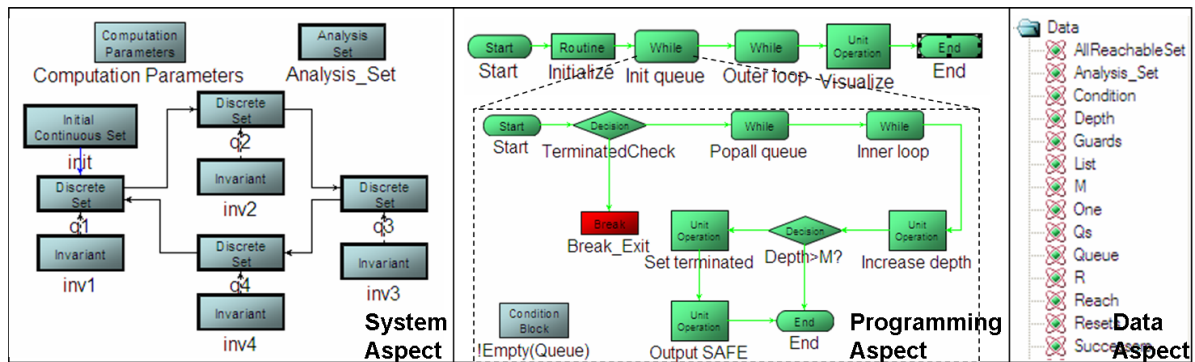 Computation
Parameters
Computation Parameters
Analysis
Set
Analysis_Set
Initial
Continuous Set
init
Discrete
Set
q2
Invariant
inv2
Discrete
Set
q1
Invariant
inv1
Discrete
Set
q3
Invariant
inv3
Discrete
Set
q4
Invariant
inv4
System
Aspect
Start
Start
Routine
Initialize
While
Init queue
While
Outer loop
Unit
Operation
Visualize
End
End
Start
Start
Decision
TerminatedCheck
While
Popall queue
While
Inner loop
Break
Break_Exit
Unit
Operation
Set terminated
Decision
Depth>M?
Unit
Operation
Increase depth
Condition
Block
!Empty(Queue)
Unit
Operation
Output SAFE
End
End
Programming
Aspect
Data
AllReachableSet
Analysis_Set
Condition
Depth
Guards
List
M
One
Qs
Queue
R
Reach
Resets
Data
Aspect